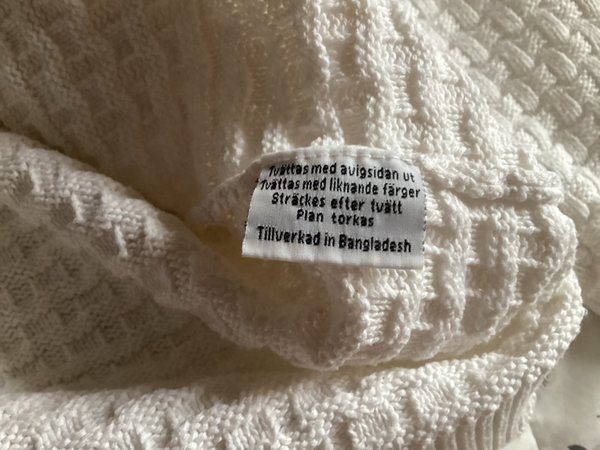 Tvättas med avigsidan ut
Tvättas med liknande färger
Sträckes efter tvätt
Plan torkas
Tillverkad in Bangladesh